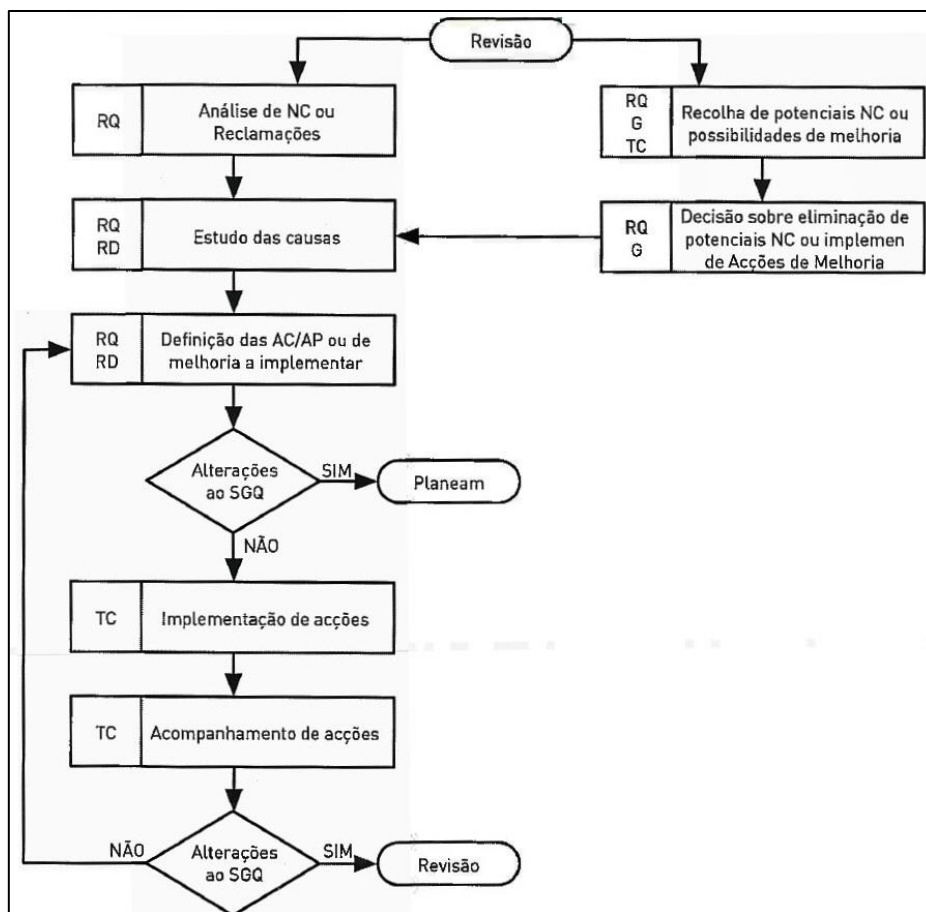 Revisão
RQ
Análise de NC ou
Reclamações
RQ
G
TC
Recolha de potenciais NC ou
possibilidades de melhoria
RQ
RD
Estudo das causas
RQ
G
Decisão sobre eliminação de
potenciais NC ou implemen
de Acções de Melhoria
RQ
RD
Definição das AC/AP ou de
melhoria a implementar
Alterações
ao SGQ
SIM
Planeam
NÃO
TC
Implementação de acções
TC
Acompanhamento de acções
NÃO
Alterações
ao SGQ
SIM
Revisão